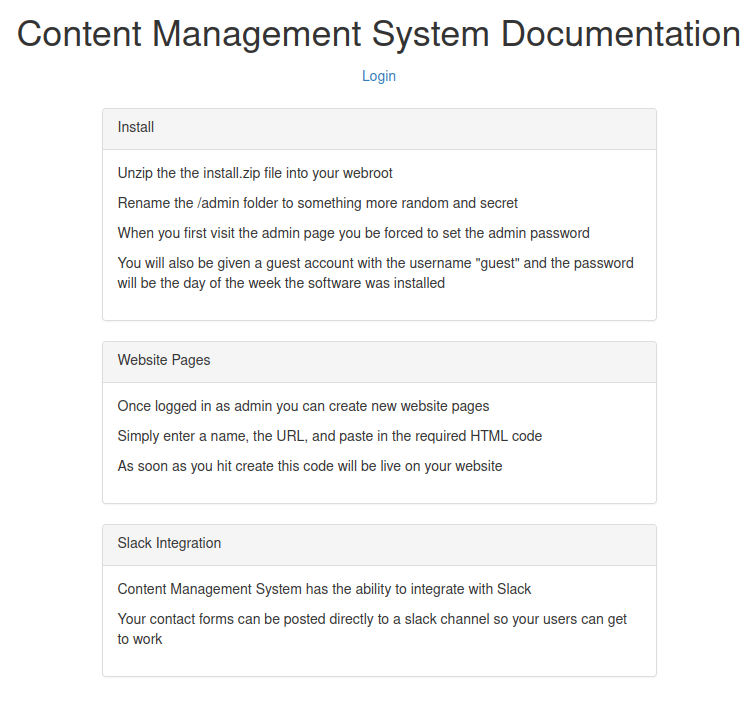 Content Management System Documentation
Login
Install
Unzip the the install.zip file into your webroot
Rename the /admin folder to something more random and secret
When you first visit the admin page you be forced to set the admin password
You will also be given a guest account with the username "guest" and the password
will be the day of the week the software was installed
Website Pages
Once logged in as admin you can create new website pages
Simply enter a name, the URL, and paste in the required HTML code
As soon as you hit create this code will be live on your website
Slack Integration
Content Management System has the ability to integrate with Slack
Your contact forms can be posted directly to a slack channel so your users can get
to work